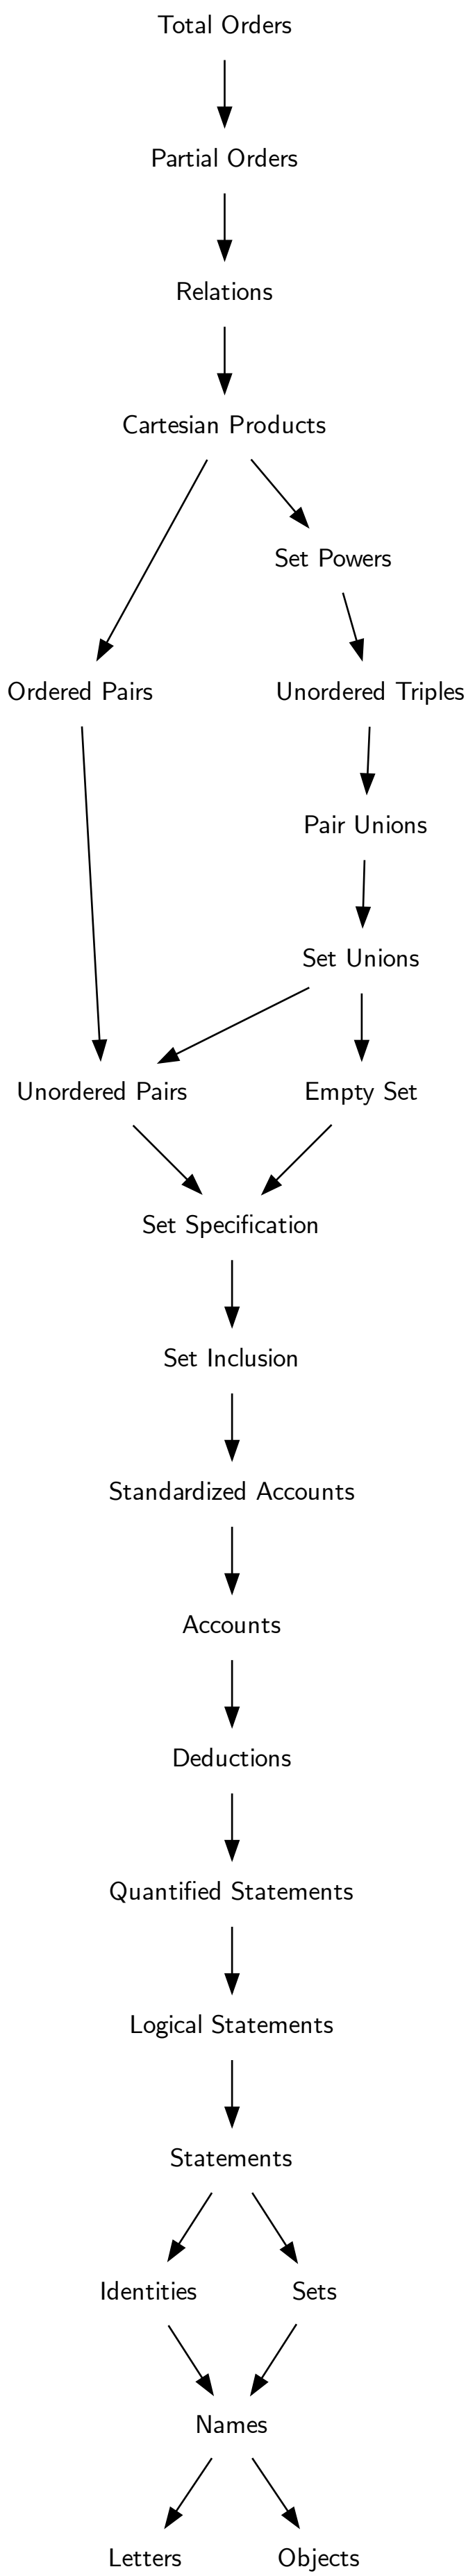 Total Orders
Partial Orders
Relations
Cartesian Products
Set Powers
Ordered Pairs
Unordered Triples
Pair Unions
Set Unions
Unordered Pairs
Empty Set
Set Specification
Set Inclusion
Standardized Accounts
Accounts
Deductions
Quantified Statements
Logical Statements
Statements
Identities
Sets
Names
Letters
Objects